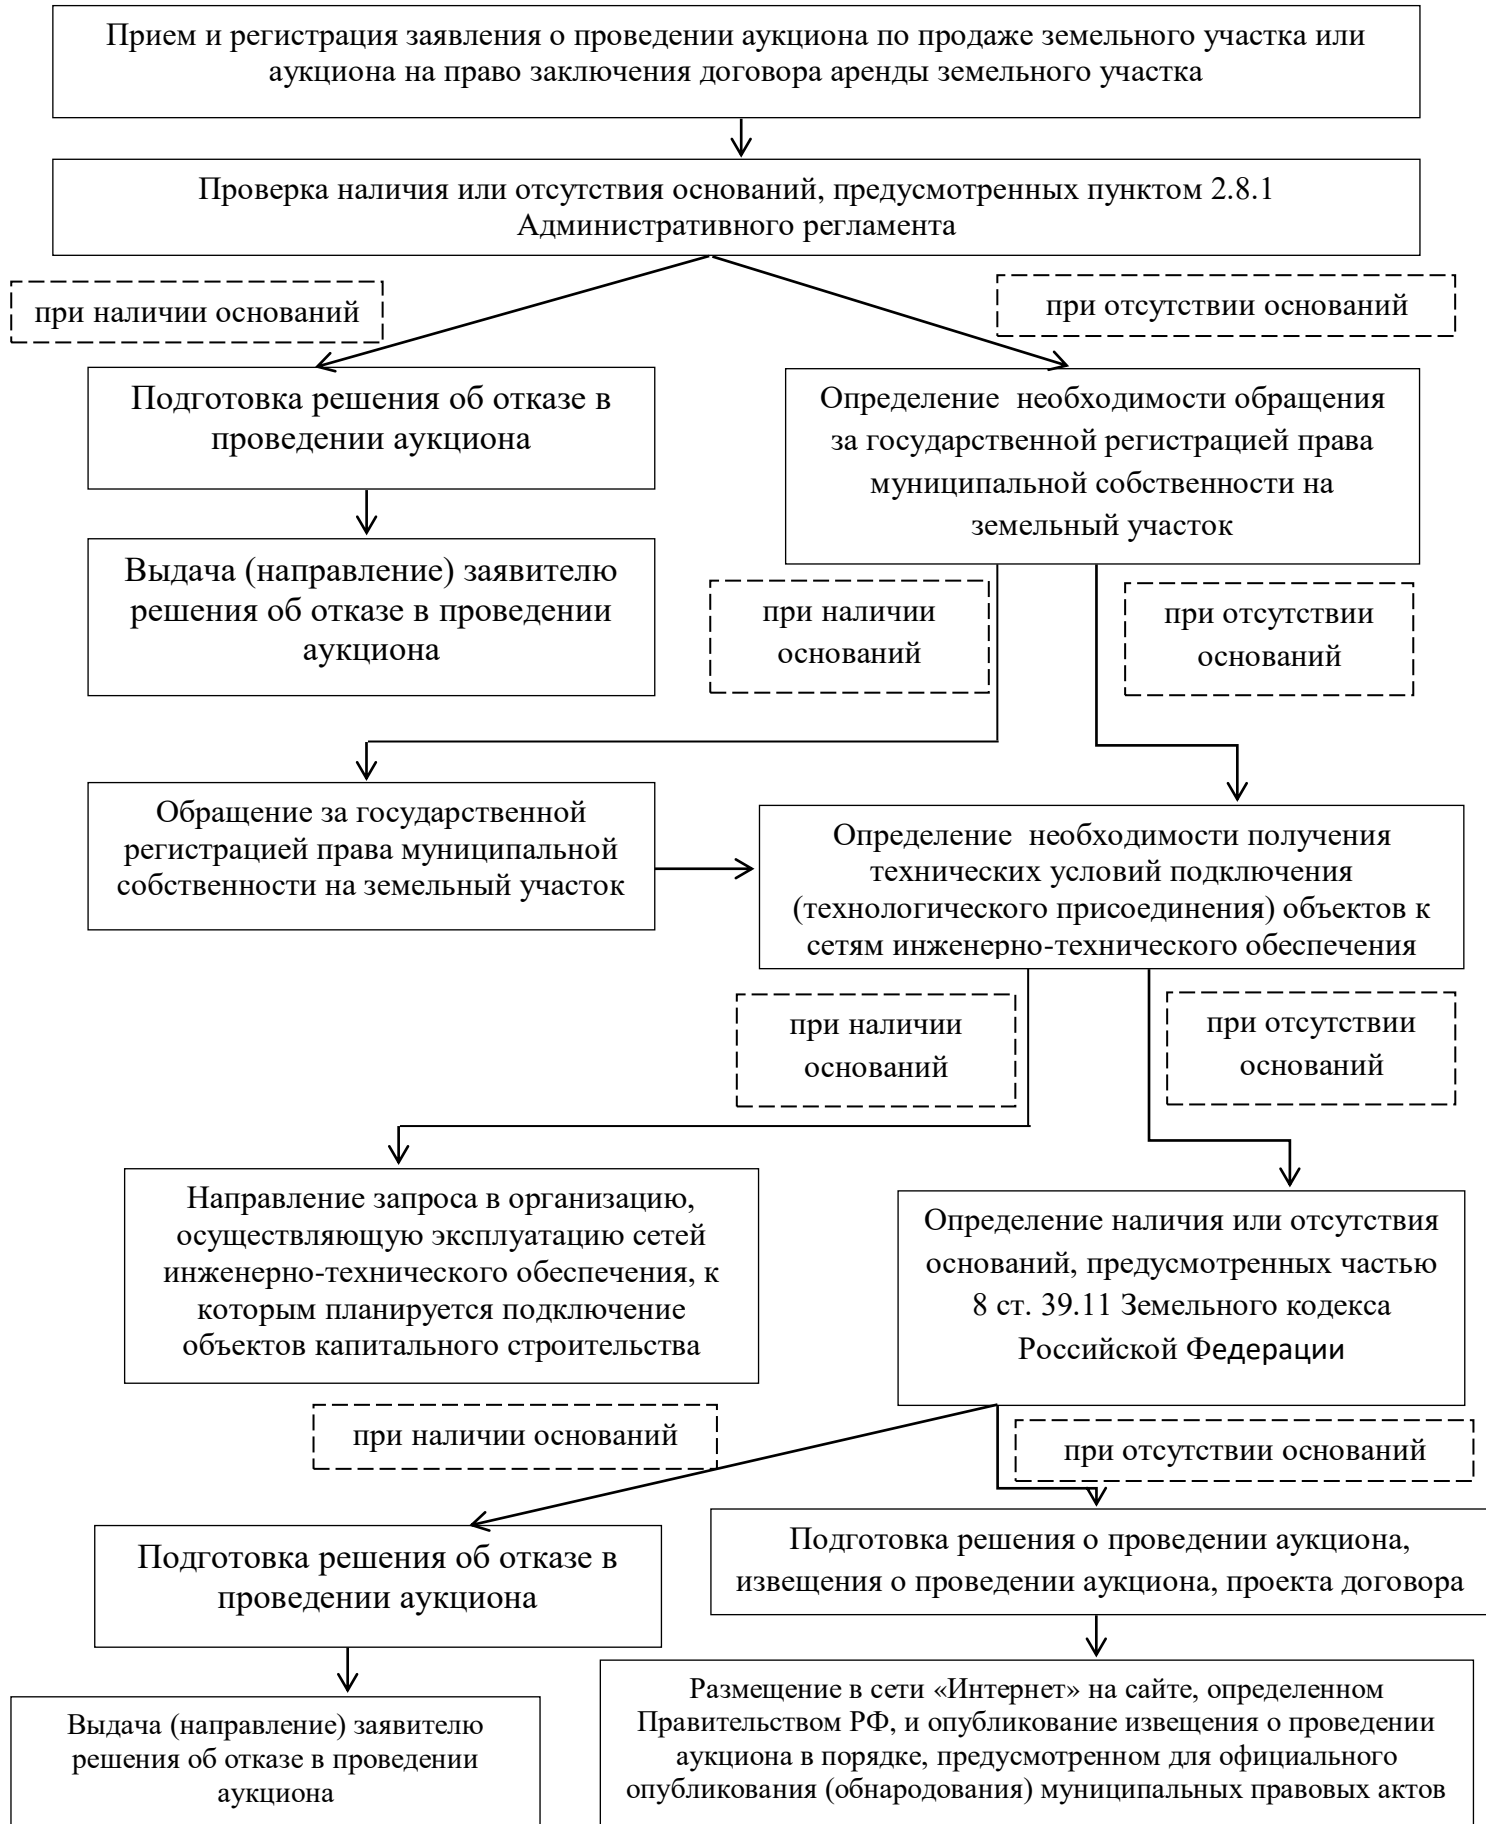 Прием и регистрация заявления о проведении аукциона по продаже земельного участка или
аукциона на право заключения договора аренды земельного участка
Проверка наличия или отсутствия оснований, предусмотренных пунктом 2.8.1
Административного регламента
при наличии оснований
при отсутствии оснований
Подготовка решения об отказе в
проведении аукциона
Определение необходимости обращения
за государственной регистрацией права
муниципальной собственности на
земельный участок
Выдача (направление) заявителю
решения об отказе в проведении
аукциона
при наличии
оснований
при отсутствии
оснований
Обращение за государственной
регистрацией права муниципальной
собственности на земельный участок
Определение необходимости получения
технических условий подключения
(технологического присоединения) объектов к
сетям инженерно-технического обеспечения
при наличии
оснований
при отсутствии
оснований
Направление запроса в организацию,
осуществляющую эксплуатацию сетей
инженерно-технического обеспечения, к
которым планируется подключение
объектов капитального строительства
Определение наличия или отсутствия
оснований, предусмотренных частью
8 ст. 39.11 Земельного кодекса
Российской Федерации
при наличии оснований
при отсутствии оснований
Подготовка решения об отказе в
проведении аукциона
Подготовка решения о проведении аукциона,
извещения о проведении аукциона, проекта договора
Выдача (направление) заявителю
решения об отказе в проведении
аукциона
Размещение в сети «Интернет» на сайте, определенном
Правительством РФ, и опубликование извещения о проведении
аукциона в порядке, предусмотренном для официального
опубликования (обнародования) муниципальных правовых актов